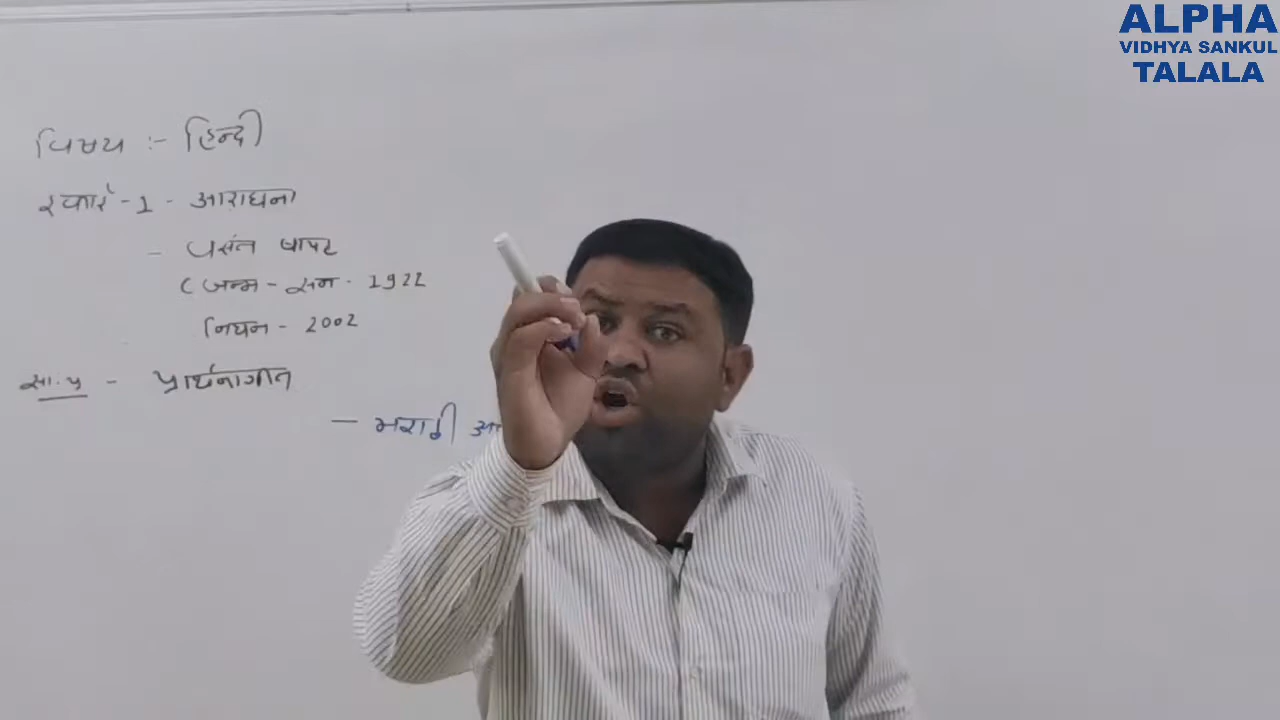 ALPHA
VIDHYA SANKUL
TALALA
विषय :- हिन्दी
- 1 - आराधना
- वसंत बापट
( जन्म - सन - 1922
निधन - 2002
सा. प्र - प्रार्थनागीत
- मराठी